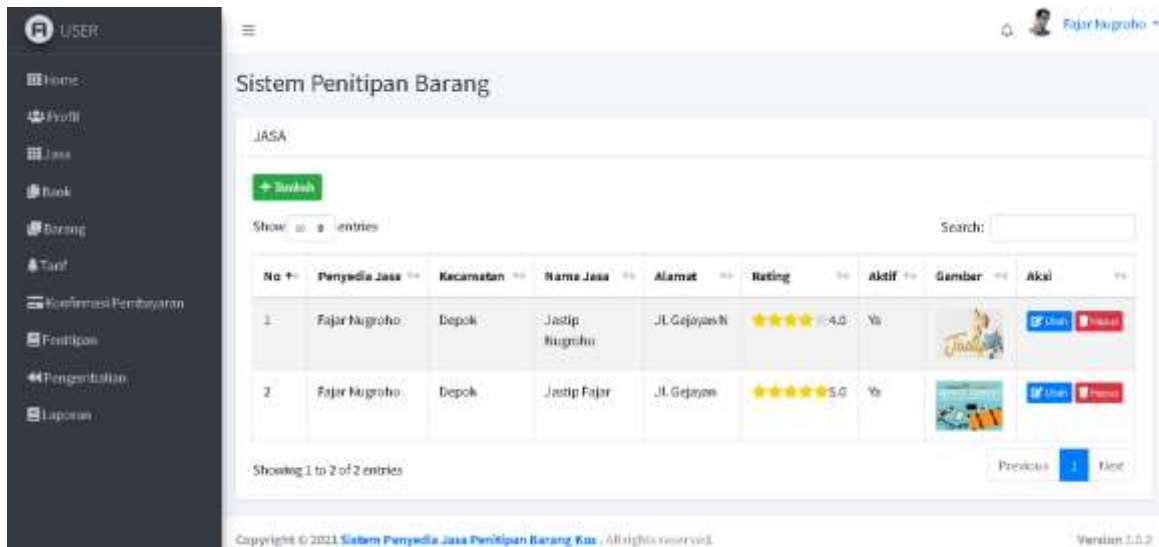 USER
Fajar Nugroho
Home
Profil
Jasa
Book
Barang
Tarif
Konfirmasi Pembayaran
Penitipan
Pengembalian
Laporan
Sistem Penitipan Barang
JASA
+ Tambah
Show 10 entries
Search:
No Penyedia Jasa Kecamatan Nama Jasa Alamat Rating Aktif Gambar Aksi
1 Fajar Nugroho Depok Jastip Nugroho Jl. Gejayan N 4.0 Ya Jastip Ubah Hapus
2 Fajar Nugroho Depok Jastip Fajar Jl. Gejayan 5.0 Ya Ubah Hapus
Showing 1 to 2 of 2 entries
Previous 1 Next
Copyright © 2021 Sistem Penyedia Jasa Penitipan Barang Kos. All rights reserved.
Version